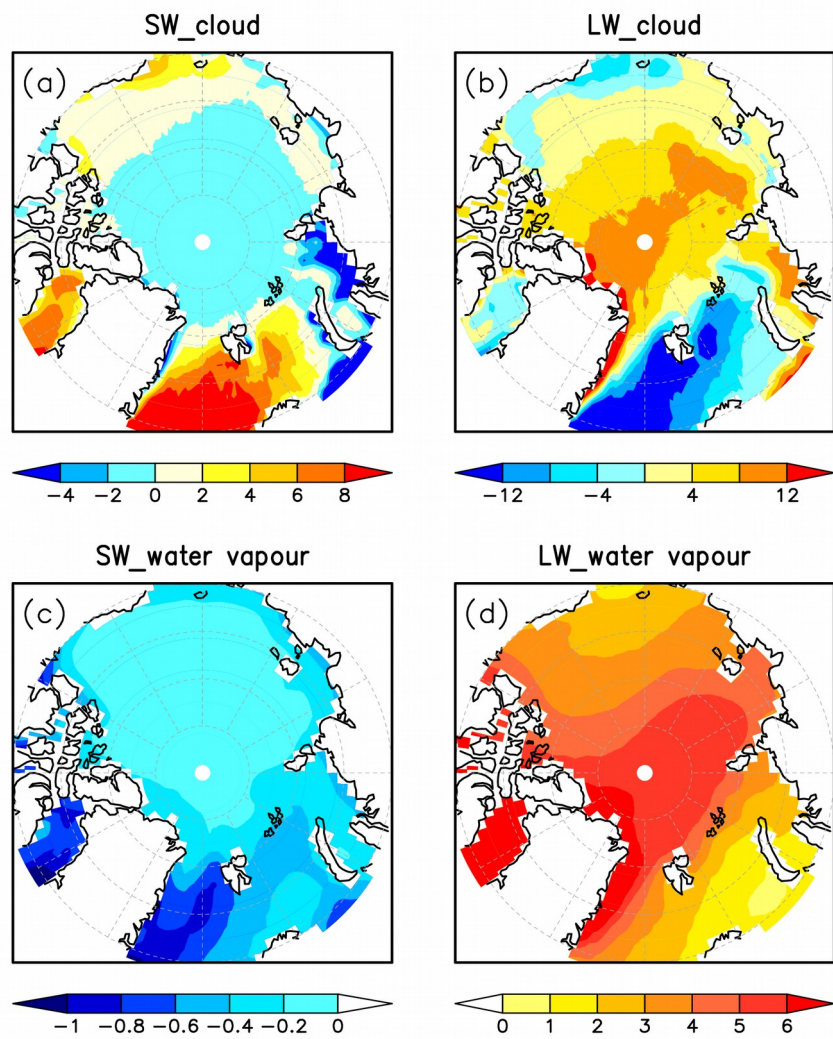 SW_cloud
LW_cloud
(a)
(b)
−4 −2 0 2 4 6 8
−12 −4 4 12
SW_water vapour
LW_water vapour
(c)
(d)
−1 −0.8 −0.6 −0.4 −0.2 0
0 1 2 3 4 5 6